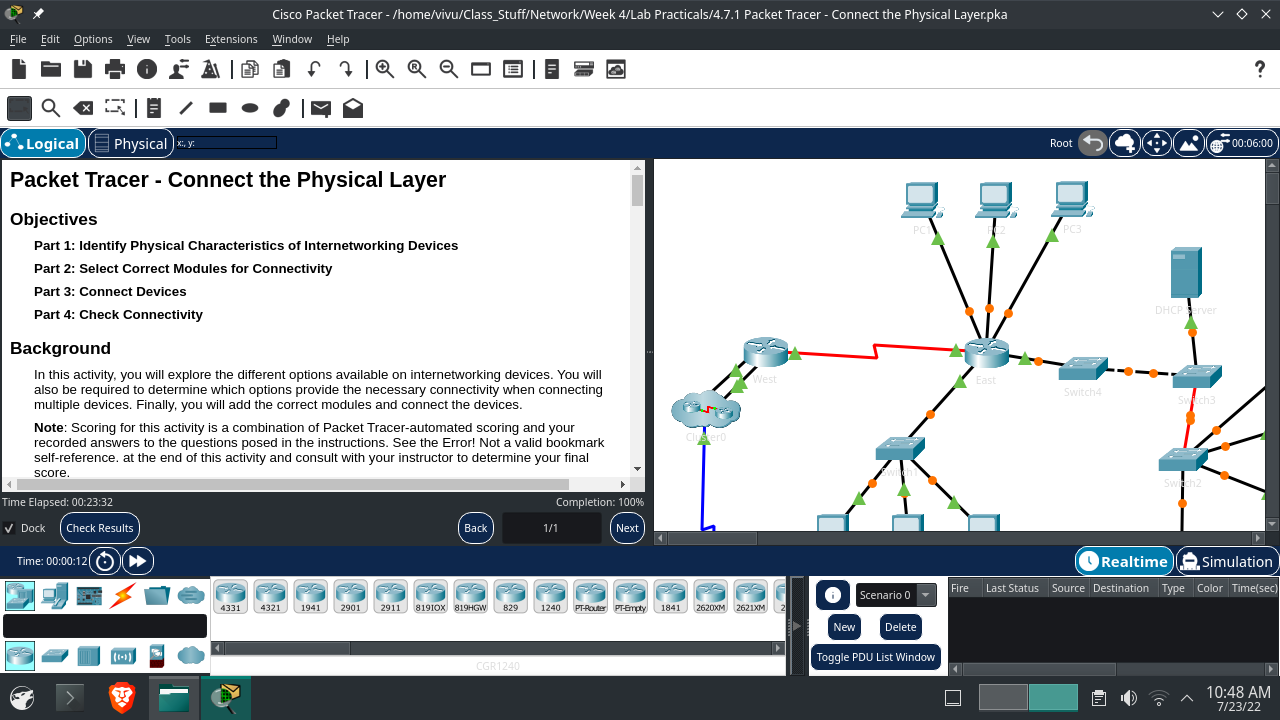 Cisco Packet Tracer - /home/vivu/Class_Stuff/Network/Week 4/Lab Practicals/4.7.1 Packet Tracer - Connect the Physical Layer.pka
File Edit Options View Tools Extensions Window Help
?
Logical Physical x:, y: Root 00:06:00
Packet Tracer - Connect the Physical Layer
Objectives
Part 1: Identify Physical Characteristics of Internetworking Devices
Part 2: Select Correct Modules for Connectivity
Part 3: Connect Devices
Part 4: Check Connectivity
Background
In this activity, you will explore the different options available on internetworking devices. You will
also be required to determine which options provide the necessary connectivity when connecting
multiple devices. Finally, you will add the correct modules and connect the devices.
Note: Scoring for this activity is a combination of Packet Tracer-automated scoring and your
recorded answers to the questions posed in the instructions. See the Error! Not a valid bookmark
self-reference. at the end of this activity and consult with your instructor to determine your final
score.
PC1
PC2
PC3
DHCP Server
West
East
Switch4
Switch3
Cluster0
Switch1
Switch2
Time Elapsed: 00:23:32 Completion: 100%
Dock Check Results Back 1/1 Next
Time: 00:00:12 Realtime Simulation
4331 4321 1941 2901 2911 819IOX 819HGW 829 1240 PT-Router PT-Empty 1841 2620XM 2621XM
CGR1240
Scenario 0
New Delete
Toggle PDU List Window
Fire Last Status Source Destination Type Color Time(sec)
10:48 AM
7/23/22